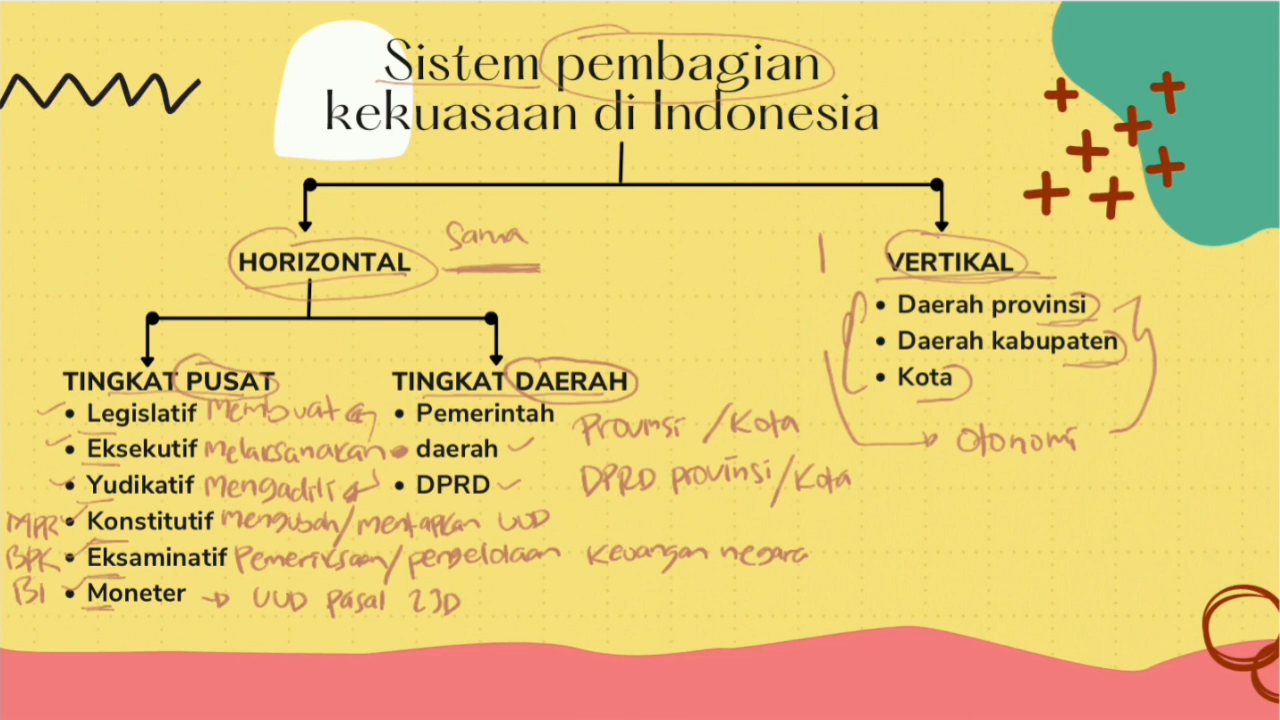 Sistem pembagian
kekuasaan di Indonesia
HORIZONTAL
Sama
TINGKAT PUSAT
Legislatif Membuat
Eksekutif melaksanakan
Yudikatif Mengadili
MPR Konstitutif mengubah/mentapkan UUD
BPK Eksaminatif Pemeriksaan/pengelolaan keuangan negara
BI Moneter → UUD pasal 23D
TINGKAT DAERAH
Pemerintah
daerah
DPRD
Provinsi /Kota
DPRD provinsi/Kota
VERTIKAL
Daerah provinsi
Daerah kabupaten
Kota
otonomi